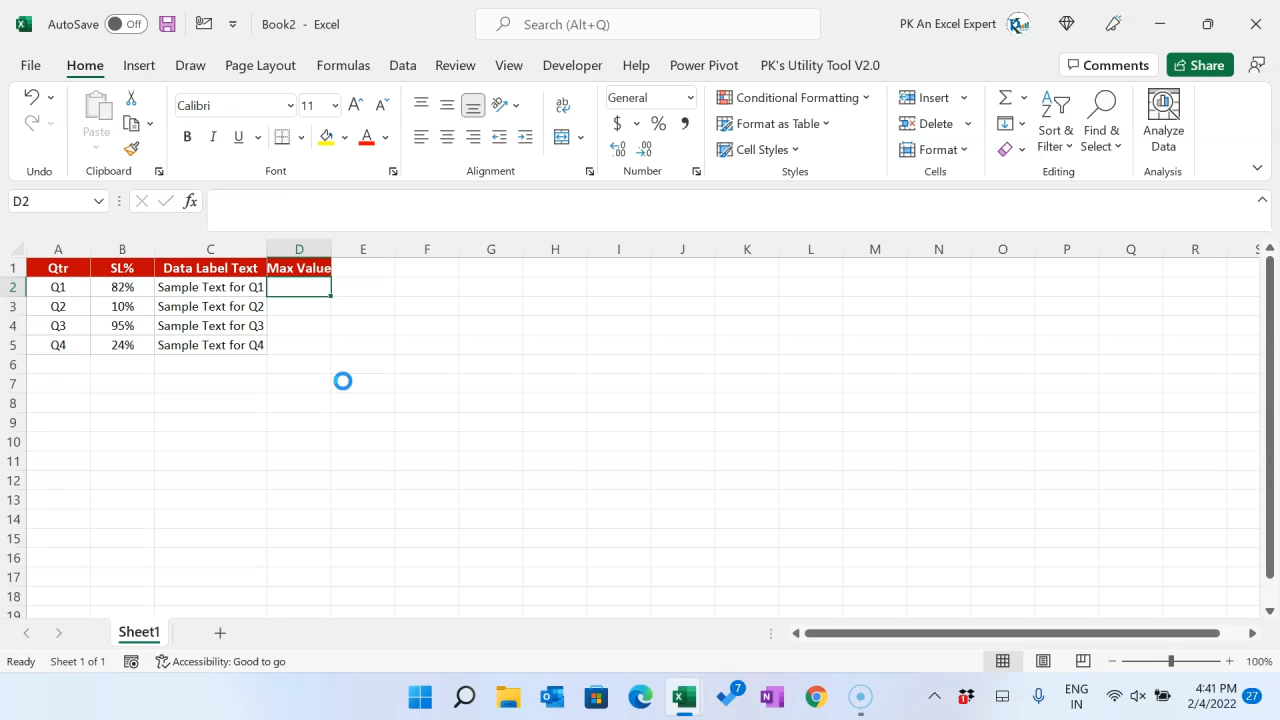 AutoSave Off Book2 - Excel Search (Alt+Q) PK An Excel Expert
File Home Insert Draw Page Layout Formulas Data Review View Developer Help Power Pivot PK's Utility Tool V2.0 Comments Share
Paste
Undo Clipboard
Calibri 11
B I U
Font
Alignment
General
$ %
Number
Conditional Formatting
Format as Table
Cell Styles
Styles
Insert
Delete
Format
Cells
Sort & Filter
Find & Select
Editing
Analyze Data
Analysis
D2 fx
A B C D E F G H I J K L M N O P Q R
1 Qtr SL% Data Label Text Max Value
2 Q1 82% Sample Text for Q1
3 Q2 10% Sample Text for Q2
4 Q3 95% Sample Text for Q3
5 Q4 24% Sample Text for Q4
6
7
8
9
10
11
12
13
14
15
16
17
18
19
Sheet1
Ready Sheet 1 of 1 Accessibility: Good to go 100%
7 1 ENG 4:41 PM 27
IN 2/4/2022